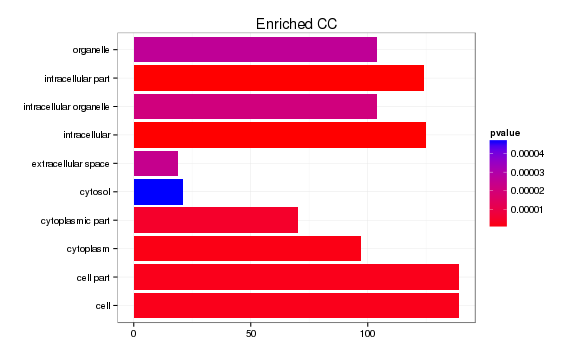 Enriched CC
organelle
intracellular part
intracellular organelle
intracellular
extracellular space
cytosol
cytoplasmic part
cytoplasm
cell part
cell
0 50 100
pvalue
0.00004
0.00003
0.00002
0.00001